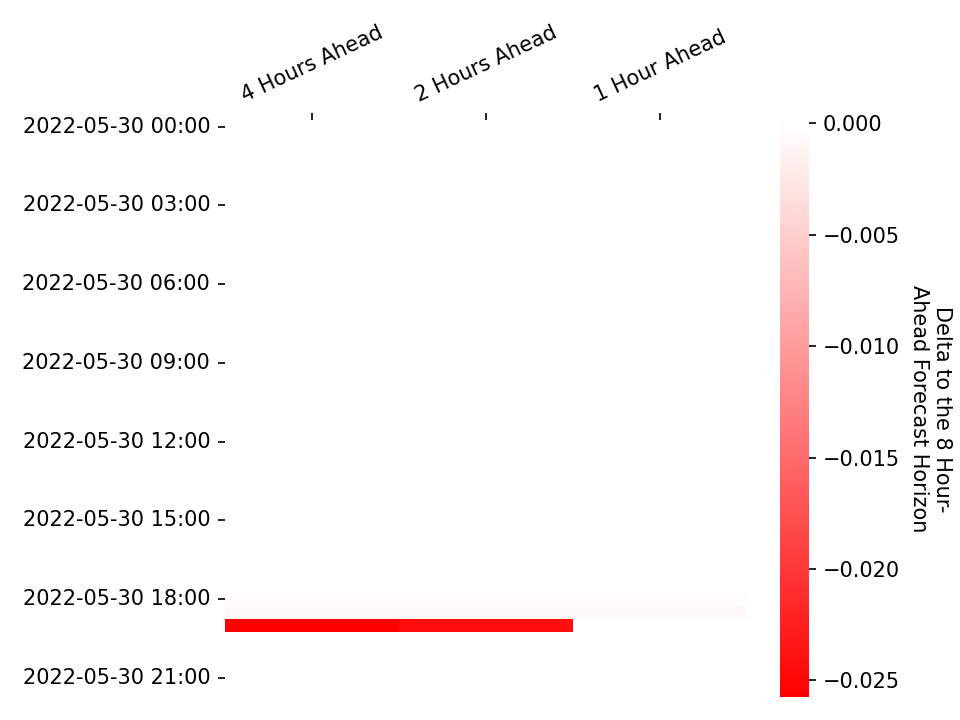 4 Hours Ahead
2 Hours Ahead
1 Hour Ahead
2022-05-30 00:00
2022-05-30 03:00
2022-05-30 06:00
2022-05-30 09:00
2022-05-30 12:00
2022-05-30 15:00
2022-05-30 18:00
2022-05-30 21:00
0.000
−0.005
−0.010
−0.015
−0.020
−0.025
Delta to the 8 Hour-
Ahead Forecast Horizon